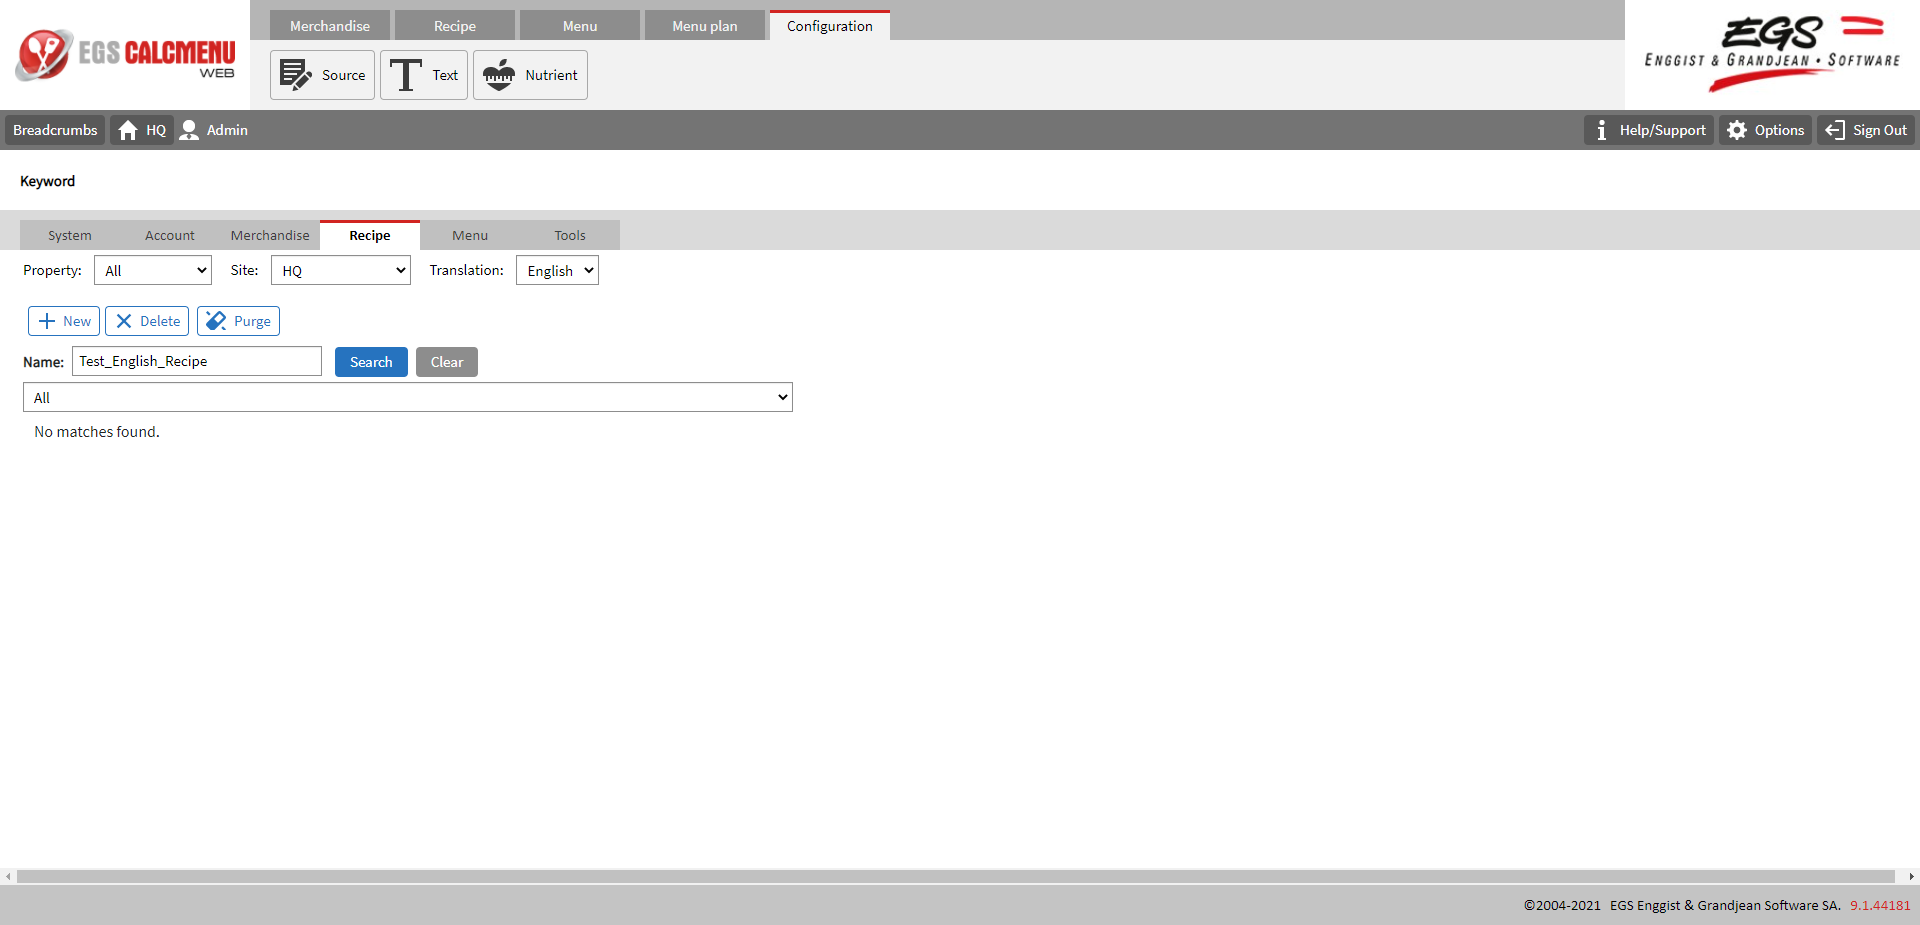 EGS CALCMENU
WEB
Merchandise
Recipe
Menu
Menu plan
Configuration
Source
Text
Nutrient
EGS
ENGGIST & GRANDJEAN • SOFTWARE
Breadcrumbs
HQ
Admin
Help/Support
Options
Sign Out
Keyword
System
Account
Merchandise
Recipe
Menu
Tools
Property: All
Site: HQ
Translation: English
New
Delete
Purge
Name: Test_English_Recipe
Search
Clear
All
No matches found.
©2004-2021 EGS Enggist & Grandjean Software SA. 9.1.44181